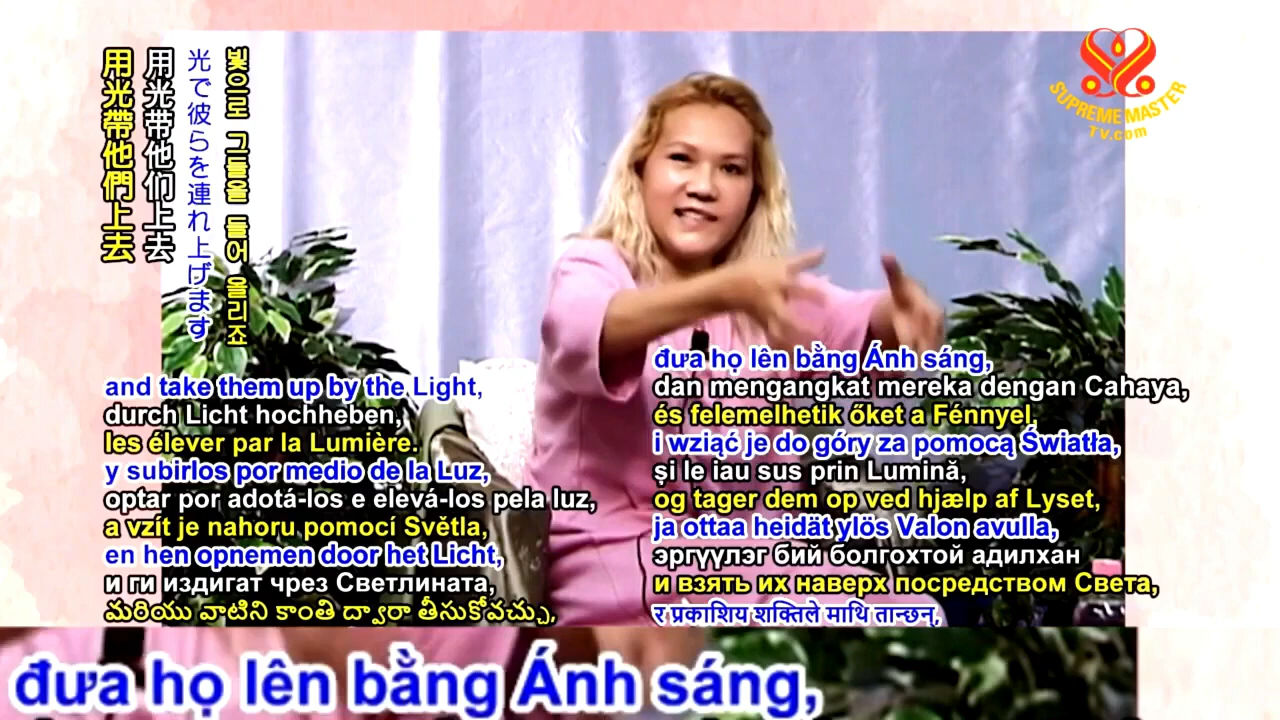 用光帶他們上去
用光带他们上去
光で彼らを連れ上げます
빛으로 그들을 들어 올리죠
SUPREME MASTER
TV.com
and take them up by the Light,
durch Licht hochheben,
les élever par la Lumière.
y subirlos por medio de la Luz,
optar por adotá-los e elevá-los pela luz,
a vzít je nahoru pomocí Světla,
en hen opnemen door het Licht,
и ги издигат чрез Светлината,
మరియు వాటిని కాంతి ద్వారా తీసుకోవచ్చు,
đưa họ lên bằng Ánh sáng,
dan mengangkat mereka dengan Cahaya,
és felemelhetik őket a Fénnyel,
i wziąć je do góry za pomocą Światła,
și le iau sus prin Lumină,
og tager dem op ved hjælp af Lyset,
ja ottaa heidät ylös Valon avulla,
эргүүлэг бий болгохтой адилхан
и взять их наверх посредством Света,
र प्रकाशिय शक्तिले माथि तान्छन्,
đưa họ lên bằng Ánh sáng,